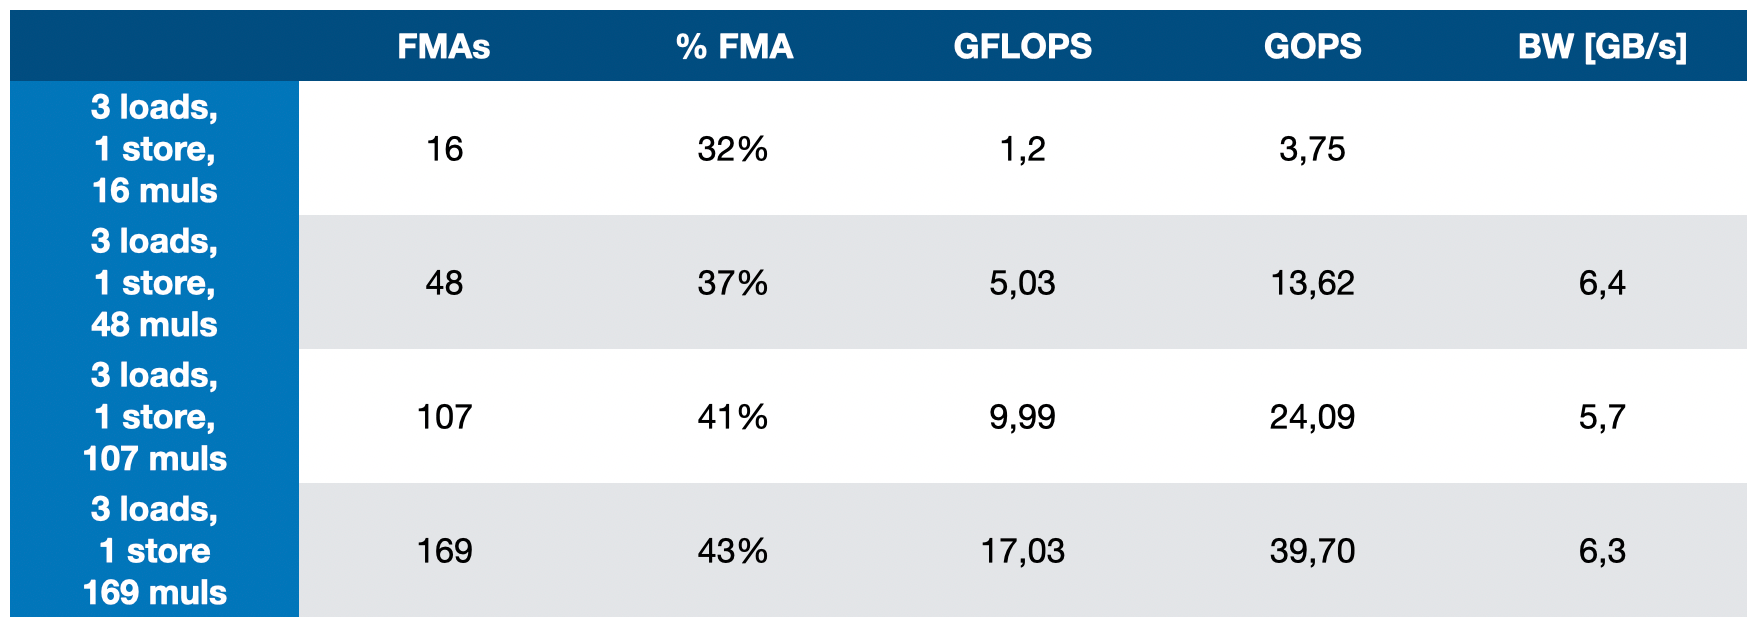 FMAs % FMA GFLOPS GOPS BW [GB/s]
3 loads,
1 store,
16 muls
16 32% 1,2 3,75
3 loads,
1 store,
48 muls
48 37% 5,03 13,62 6,4
3 loads,
1 store,
107 muls
107 41% 9,99 24,09 5,7
3 loads,
1 store
169 muls
169 43% 17,03 39,70 6,3